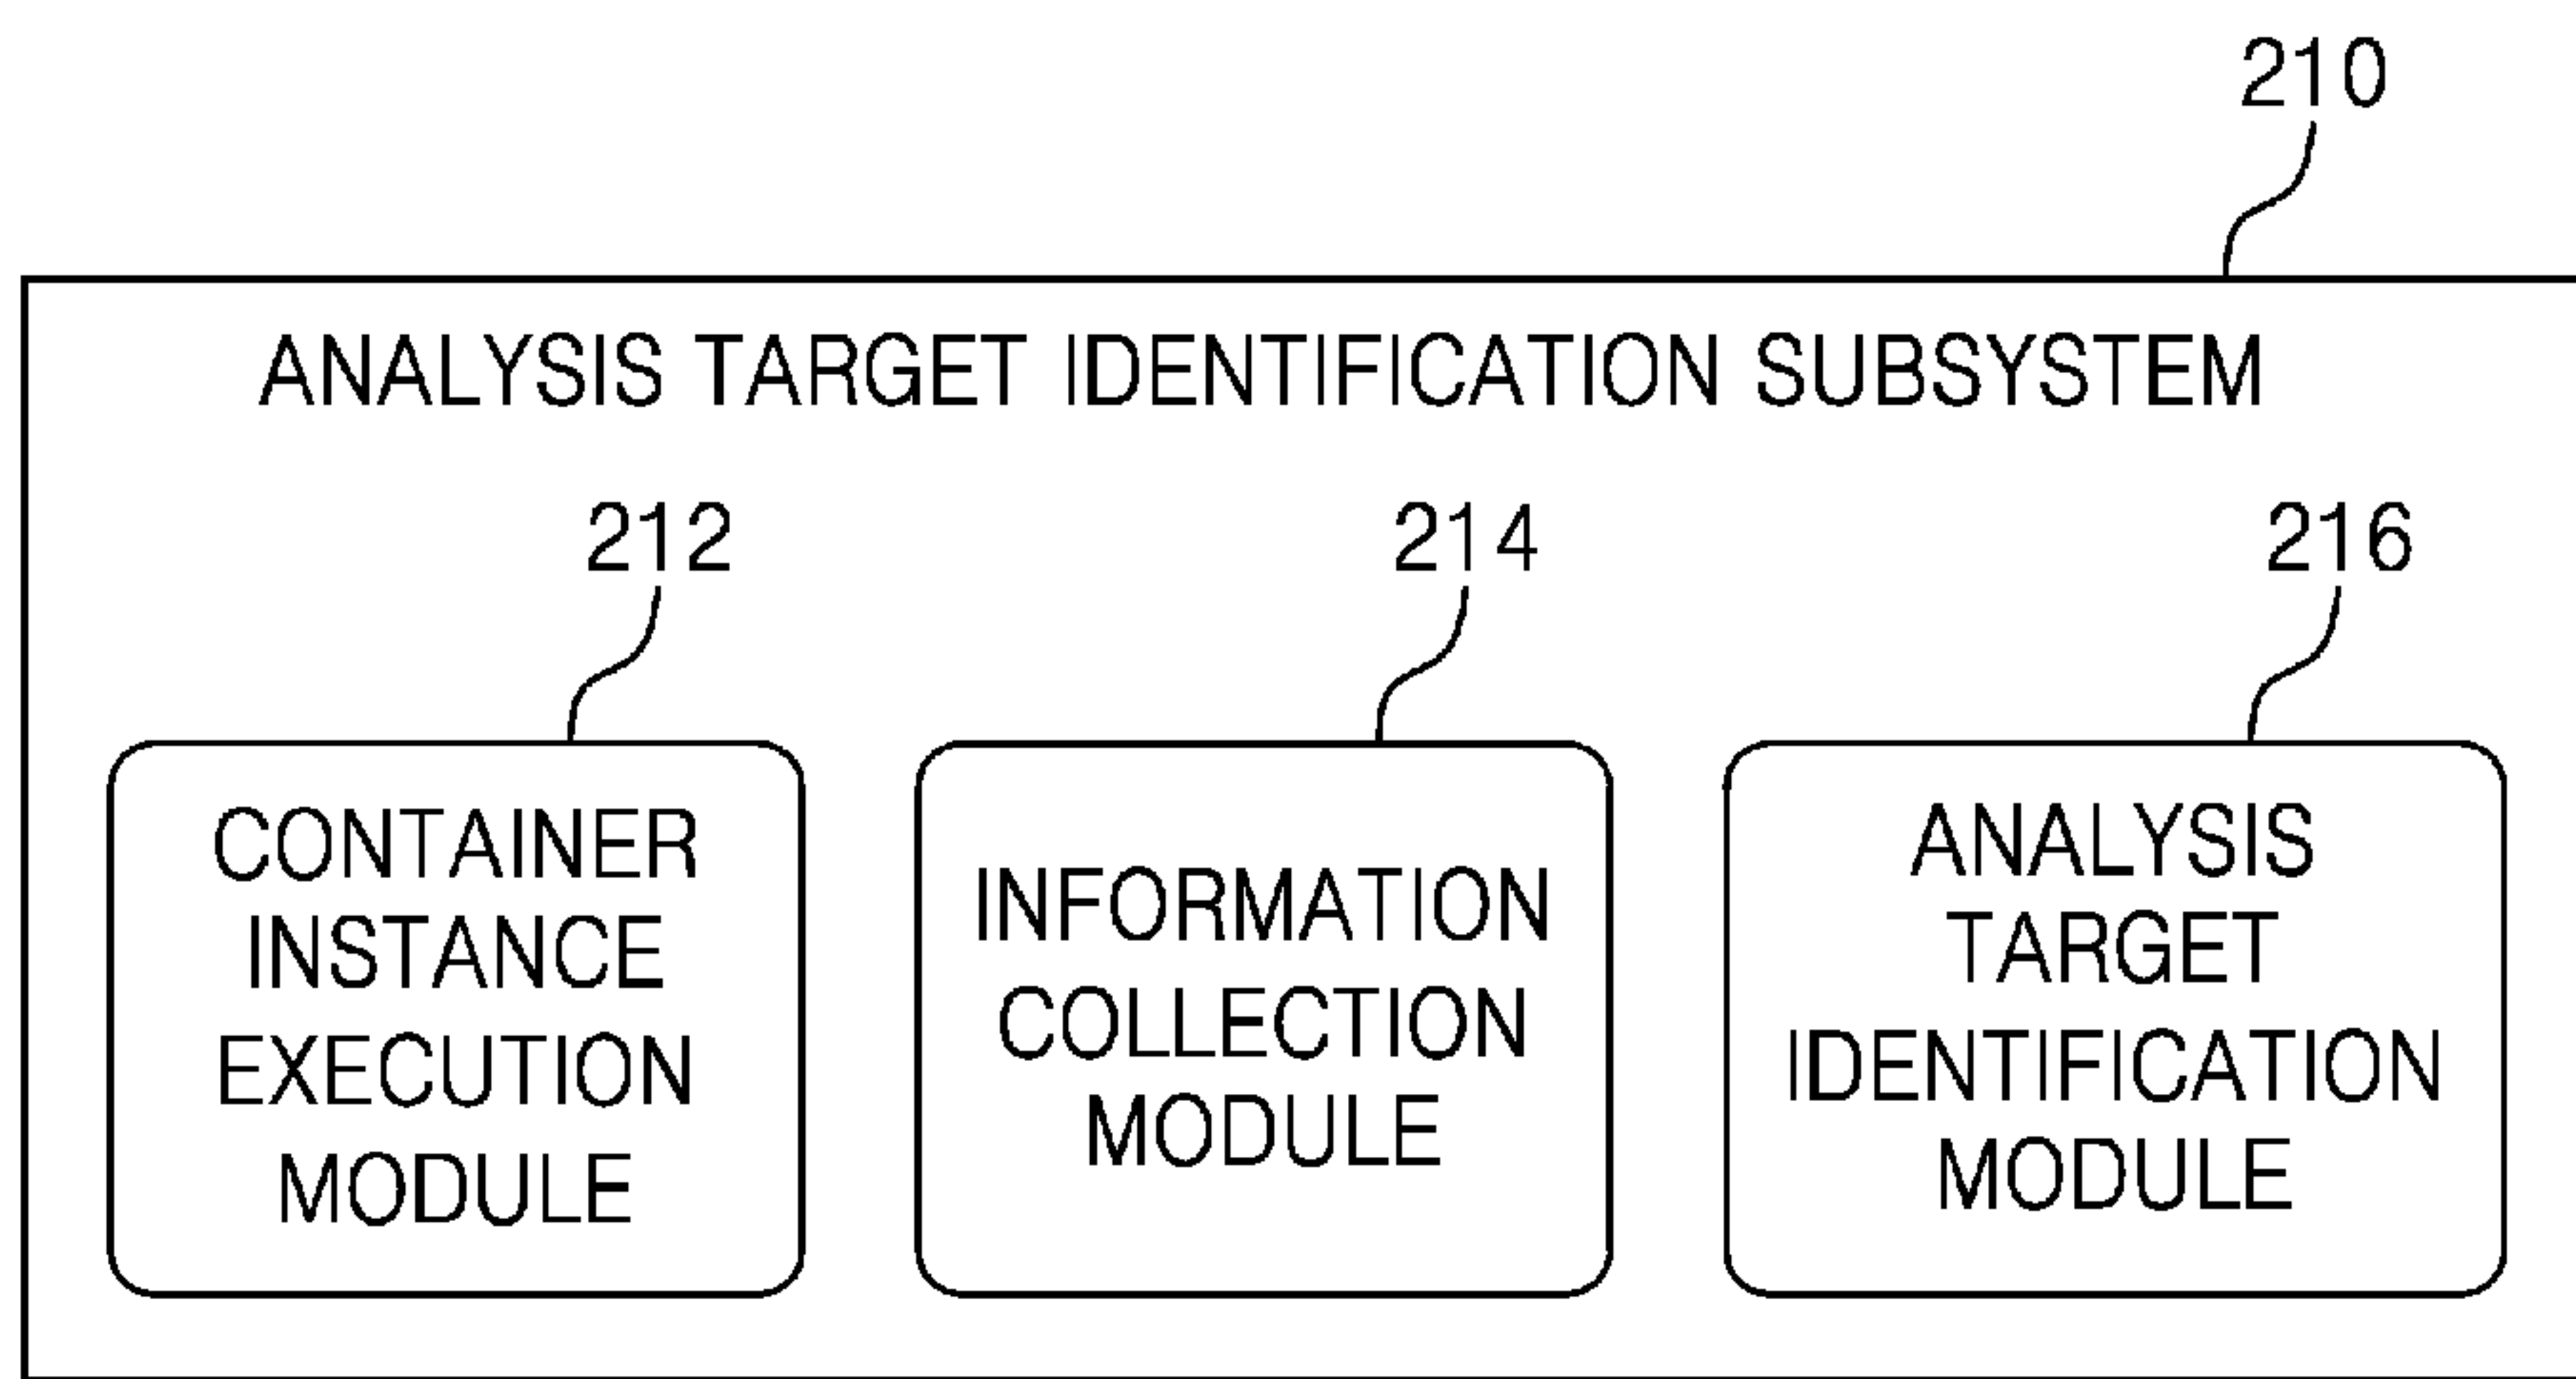 210
ANALYSIS TARGET IDENTIFICATION SUBSYSTEM
212
214
216
CONTAINER
INSTANCE
EXECUTION
MODULE
INFORMATION
COLLECTION
MODULE
ANALYSIS
TARGET
IDENTIFICATION
MODULE